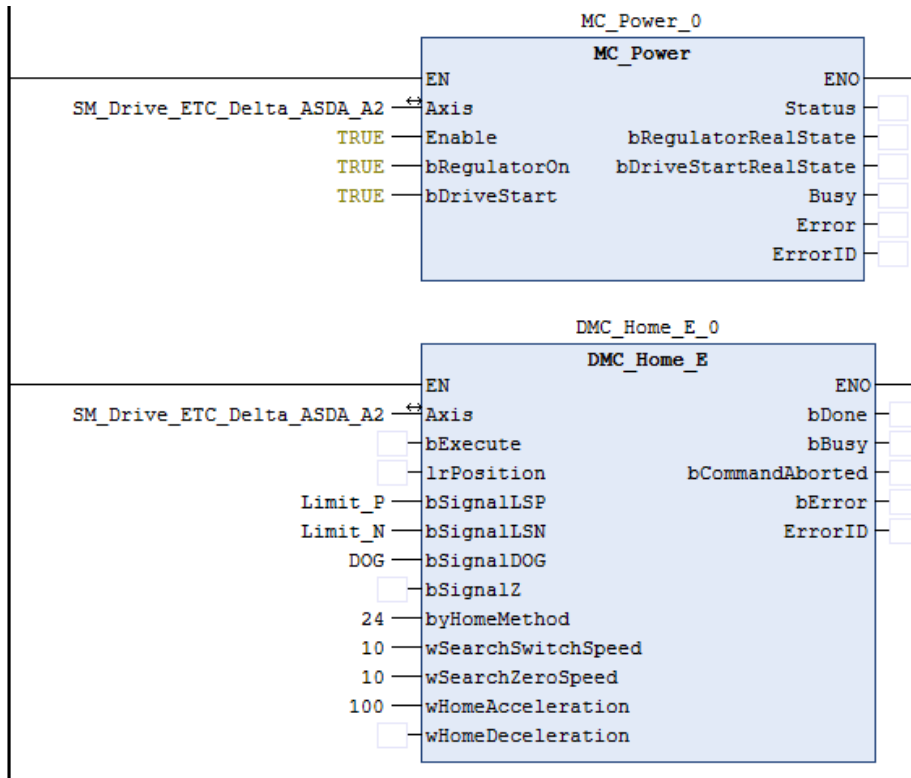 MC_Power_0
MC_Power
EN ENO
SM_Drive_ETC_Delta_ASDA_A2 Axis Status
TRUE Enable bRegulatorRealState
TRUE bRegulatorOn bDriveStartRealState
TRUE bDriveStart Busy
Error
ErrorID
DMC_Home_E_0
DMC_Home_E
EN ENO
SM_Drive_ETC_Delta_ASDA_A2 Axis bDone
bExecute bBusy
lrPosition bCommandAborted
Limit_P bSignalLSP bError
Limit_N bSignalLSN ErrorID
DOG bSignalDOG
bSignalZ
24 byHomeMethod
10 wSearchSwitchSpeed
10 wSearchZeroSpeed
100 wHomeAcceleration
wHomeDeceleration